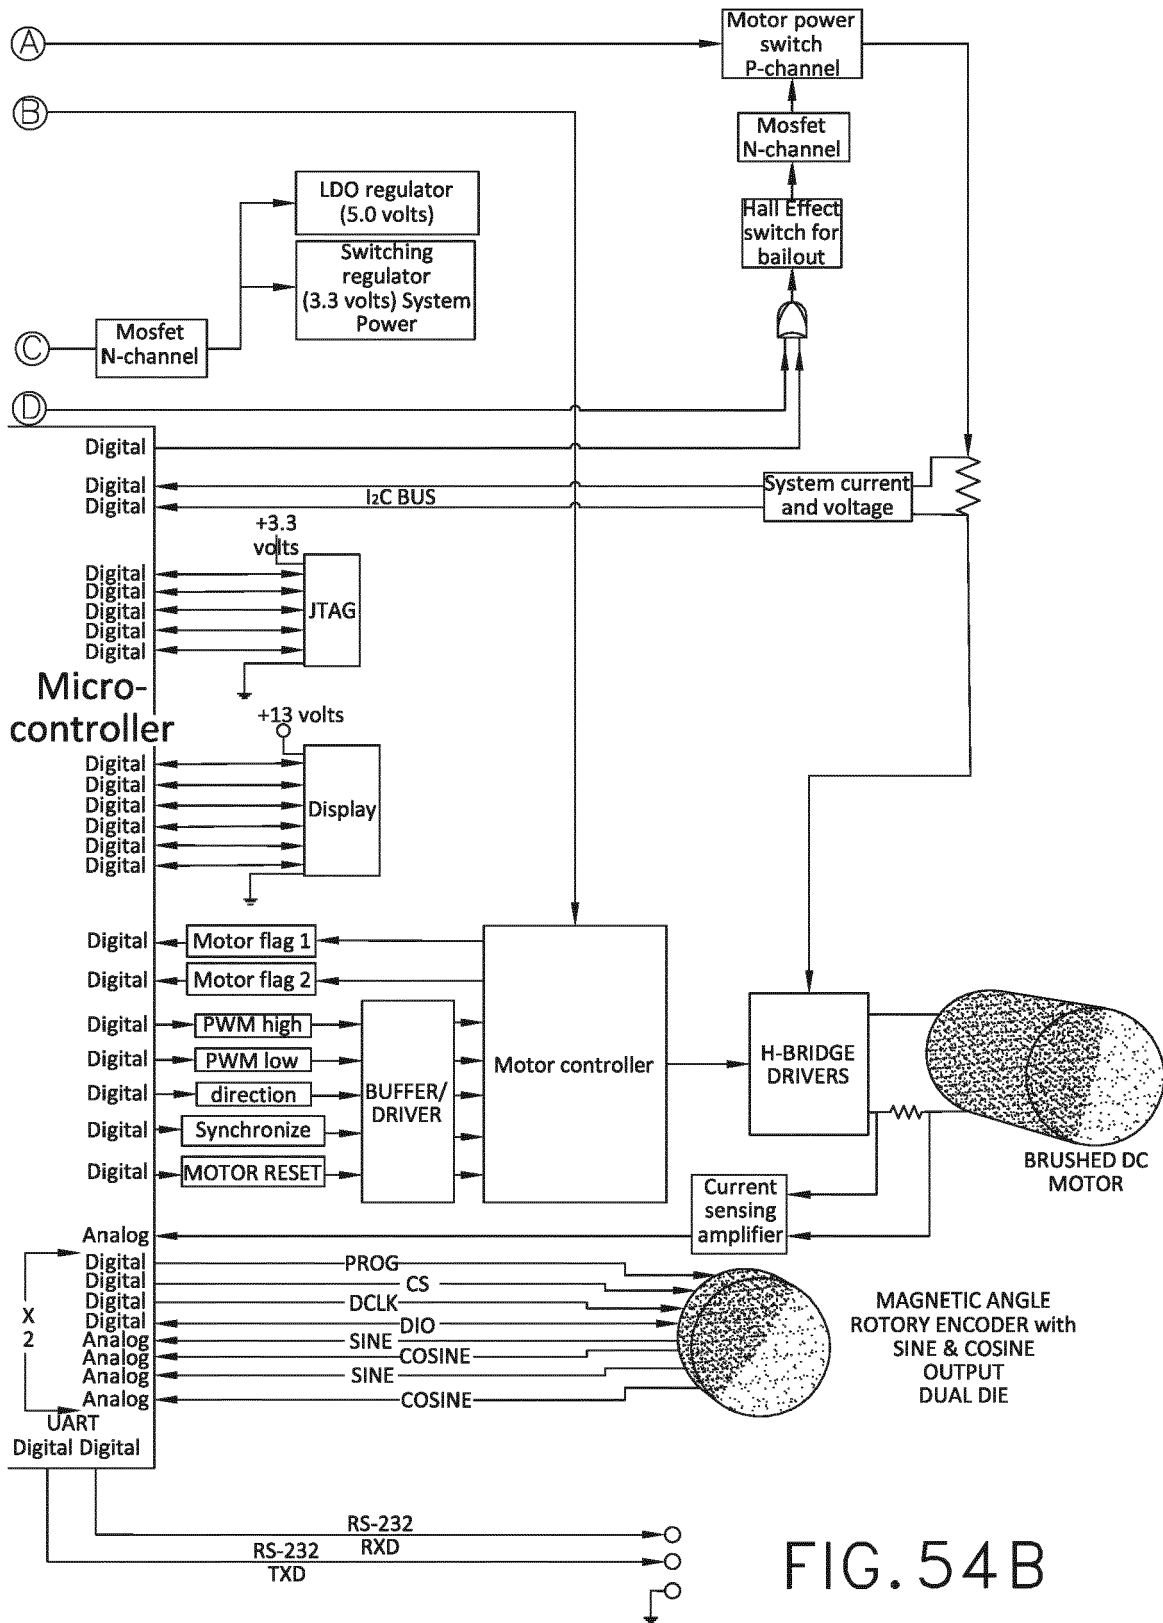 A
Motor power
switch
P-channel
B
Mosfet
N-channel
LDO regulator
(5.0 volts)
Hall Effect
switch for
bailout
Switching
regulator
(3.3 volts) System
Power
C
Mosfet
N-channel
D
Digital
Digital
I2C BUS
Digital
System current
and voltage
+3.3
volts
Digital
Digital
Digital
Digital
Digital
JTAG
Micro-
controller
+13 volts
Digital
Digital
Digital
Digital
Digital
Digital
Display
Digital
Motor flag 1
Digital
Motor flag 2
Digital
PWM high
Digital
PWM low
Digital
direction
Digital
Synchronize
Digital
MOTOR RESET
BUFFER/
DRIVER
Motor controller
H-BRIDGE
DRIVERS
BRUSHED DC
MOTOR
Current
sensing
amplifier
Analog
Digital
PROG
Digital
CS
Digital
DCLK
Digital
DIO
Analog
SINE
Analog
COSINE
Analog
SINE
Analog
COSINE
X
2
MAGNETIC ANGLE
ROTARY ENCODER with
SINE & COSINE
OUTPUT
DUAL DIE
UART
Digital Digital
RS-232
RXD
RS-232
TXD
FIG. 54B